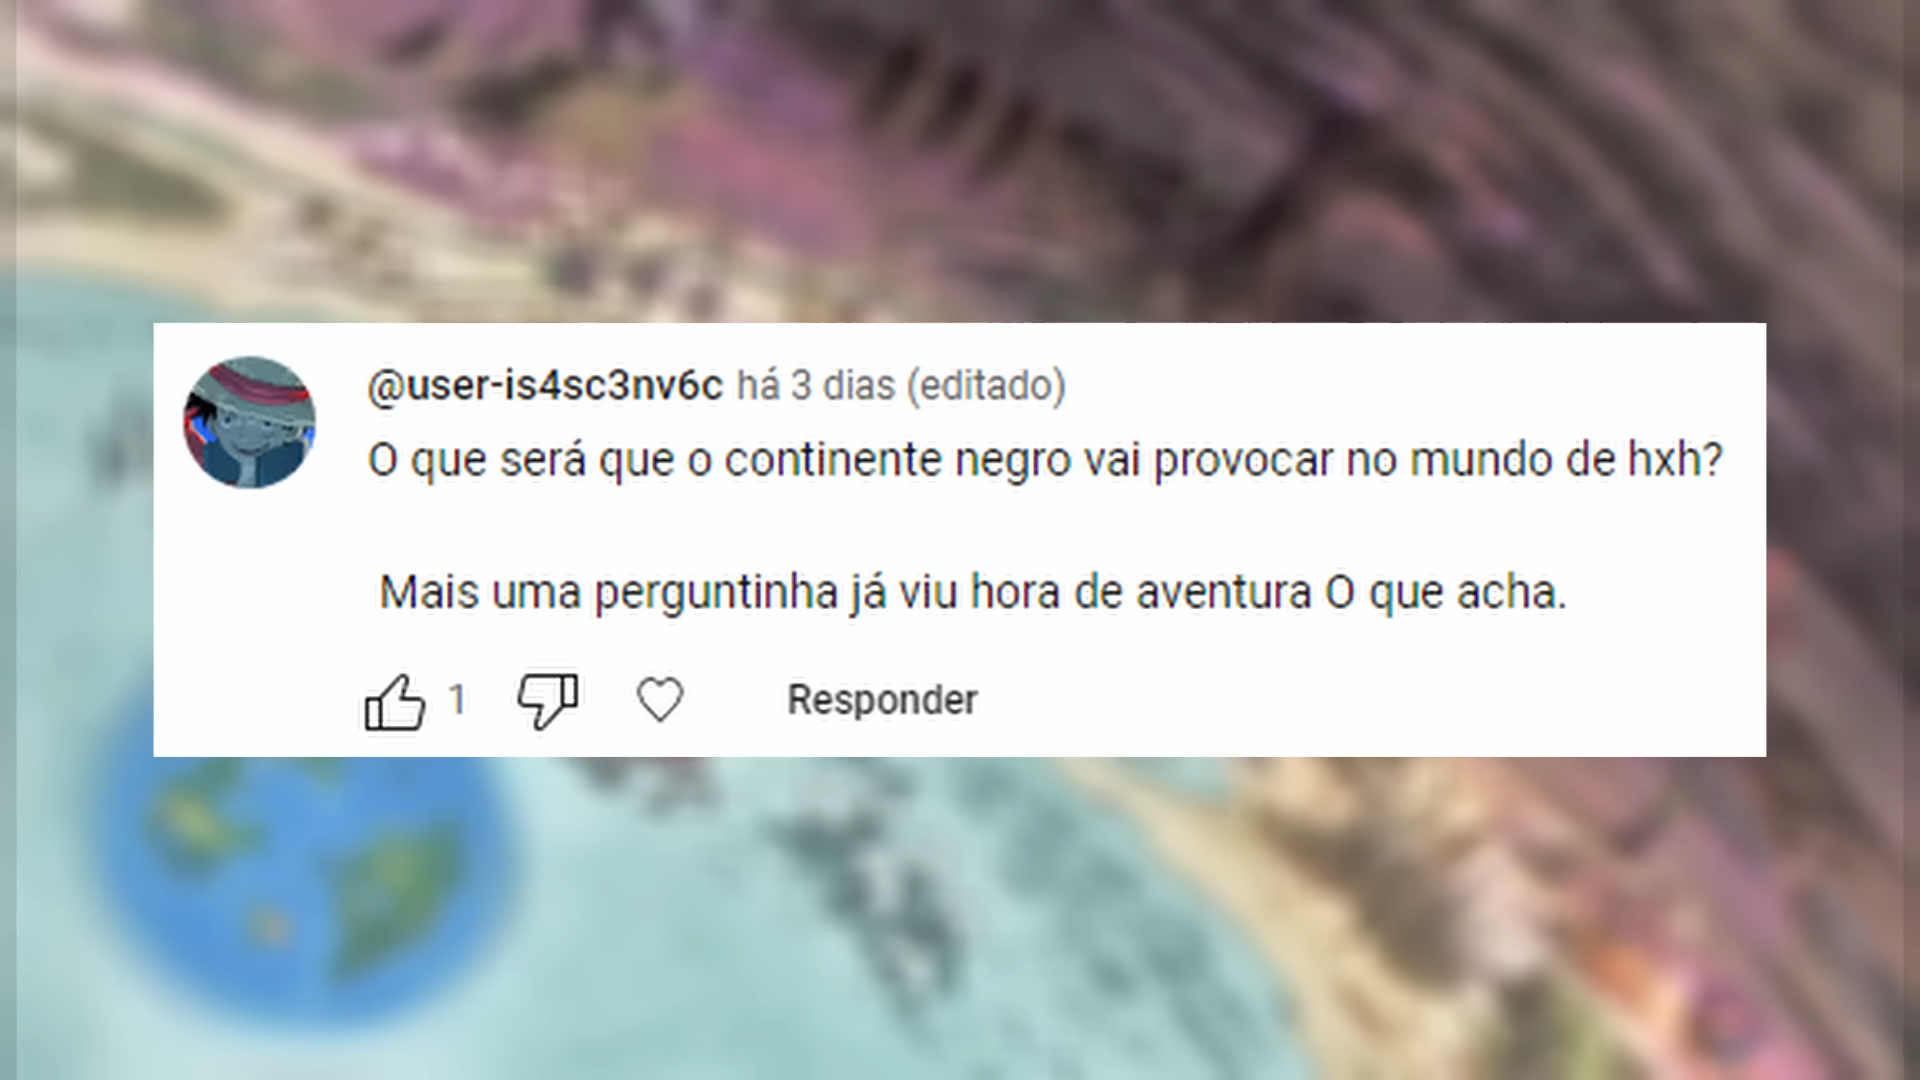 @user-is4sc3nv6c há 3 dias (editado)
O que será que o continente negro vai provocar no mundo de hxh?
Mais uma perguntinha já viu hora de aventura O que acha.
1 Responder